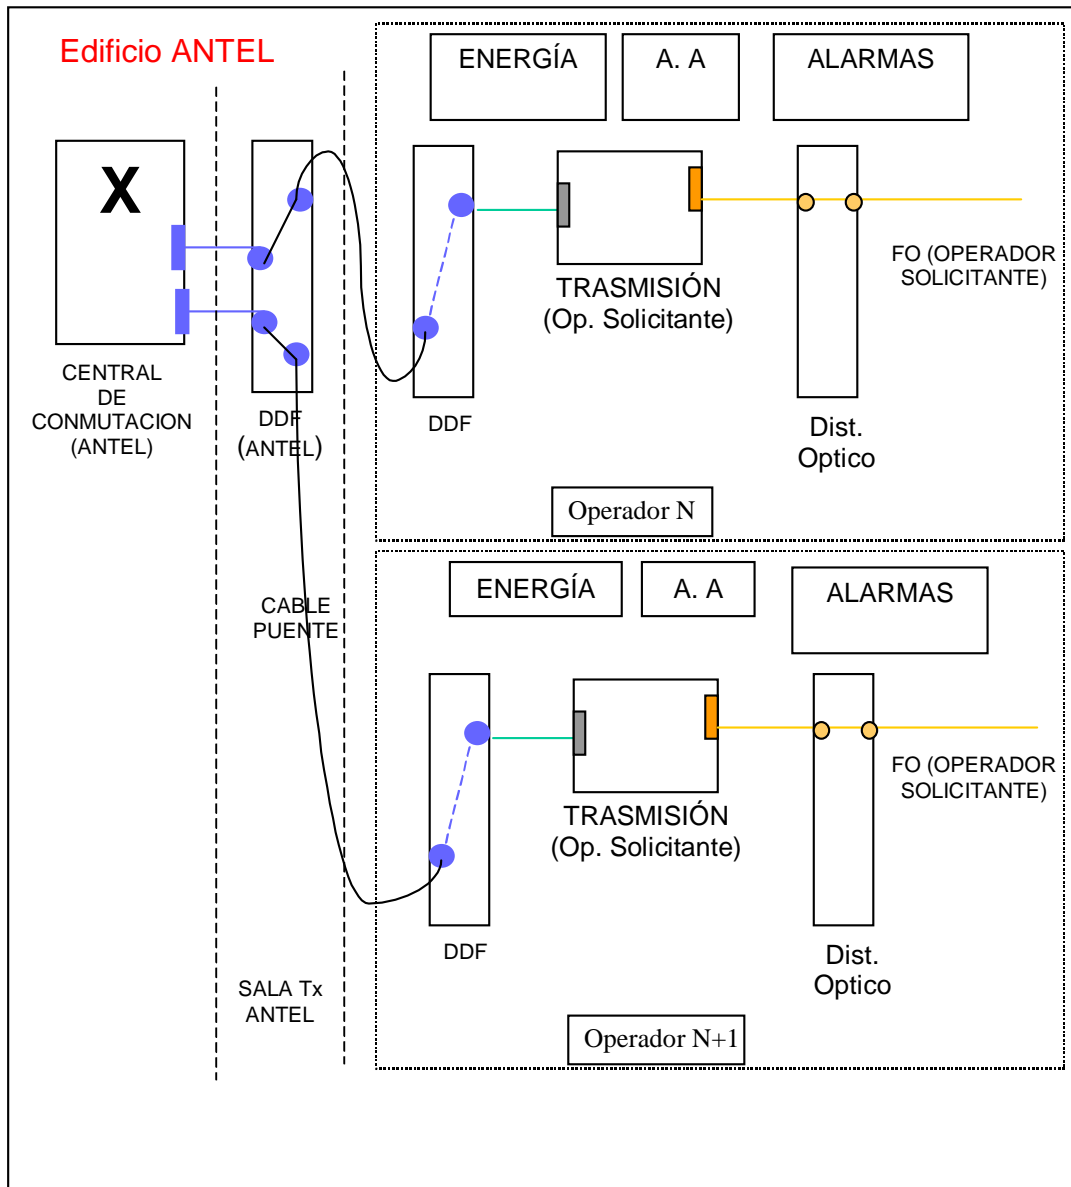 Edificio ANTEL
ENERGÍA
A. A
ALARMAS
X
CENTRAL
DE
CONMUTACION
(ANTEL)
DDF
(ANTEL)
DDF
TRASMISIÓN
(Op. Solicitante)
Dist.
Optico
FO (OPERADOR
SOLICITANTE)
Operador N
CABLE
PUENTE
SALA Tx
ANTEL
ENERGÍA
A. A
ALARMAS
DDF
TRASMISIÓN
(Op. Solicitante)
Dist.
Optico
FO (OPERADOR
SOLICITANTE)
Operador N+1